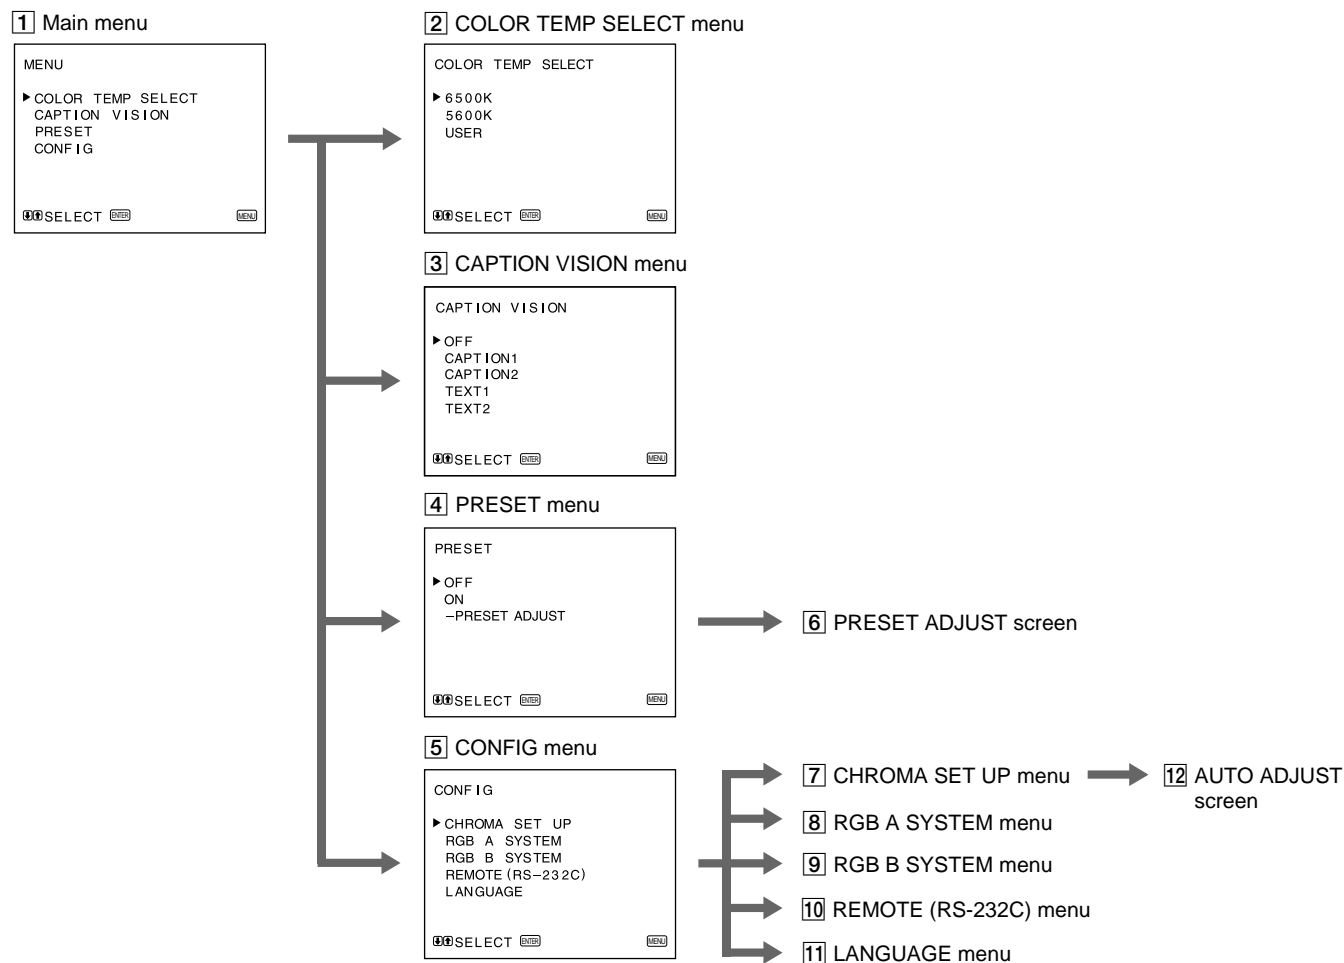 1 Main menu
MENU
COLOR TEMP SELECT
CAPTION VISION
PRESET
CONFIG
SELECT ENTER MENU
2 COLOR TEMP SELECT menu
COLOR TEMP SELECT
6500K
5600K
USER
SELECT ENTER MENU
3 CAPTION VISION menu
CAPTION VISION
OFF
CAPTION1
CAPTION2
TEXT1
TEXT2
SELECT ENTER MENU
4 PRESET menu
PRESET
OFF
ON
–PRESET ADJUST
SELECT ENTER MENU
6 PRESET ADJUST screen
5 CONFIG menu
CONFIG
CHROMA SET UP
RGB A SYSTEM
RGB B SYSTEM
REMOTE (RS–232C)
LANGUAGE
SELECT ENTER MENU
7 CHROMA SET UP menu
12 AUTO ADJUST
screen
8 RGB A SYSTEM menu
9 RGB B SYSTEM menu
10 REMOTE (RS-232C) menu
11 LANGUAGE menu